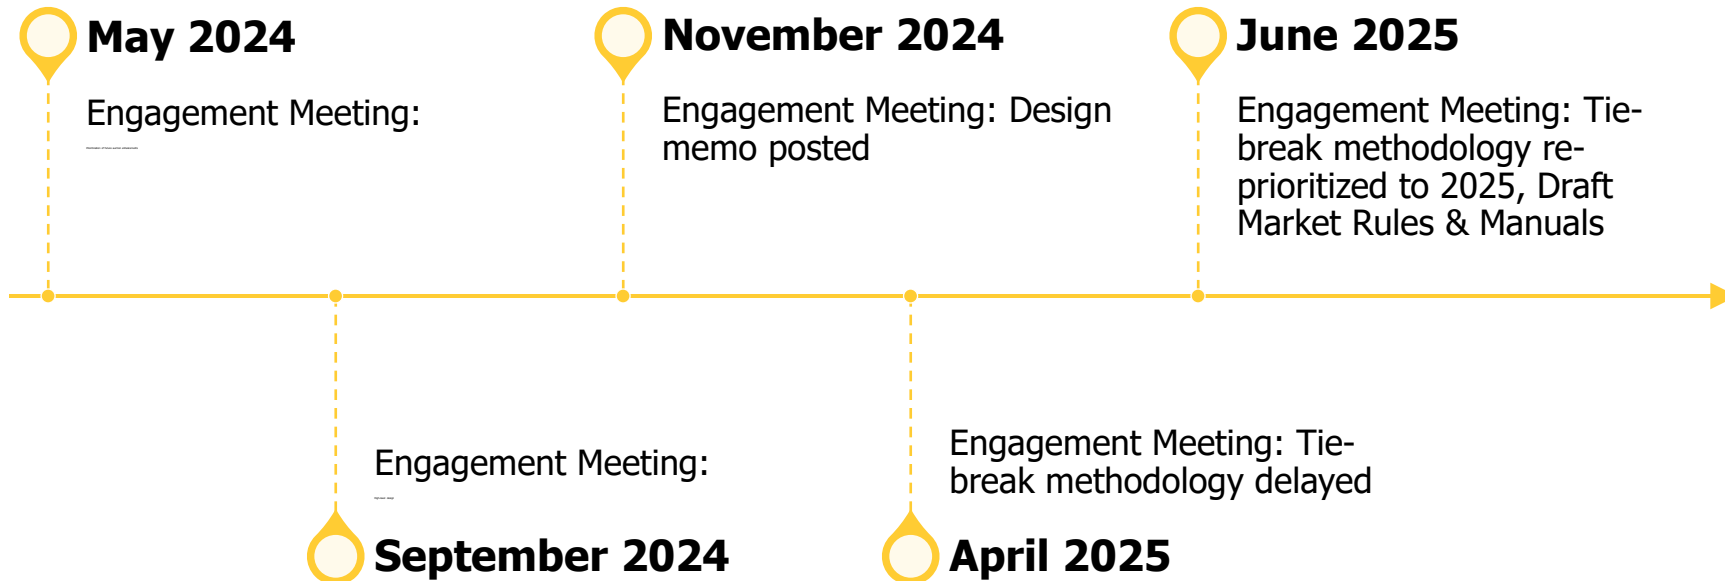 May 2024
Engagement Meeting:
November 2024
Engagement Meeting: Design
memo posted
June 2025
Engagement Meeting: Tie-
break methodology re-
prioritized to 2025, Draft
Market Rules & Manuals
Engagement Meeting:
September 2024
Engagement Meeting: Tie-
break methodology delayed
April 2025